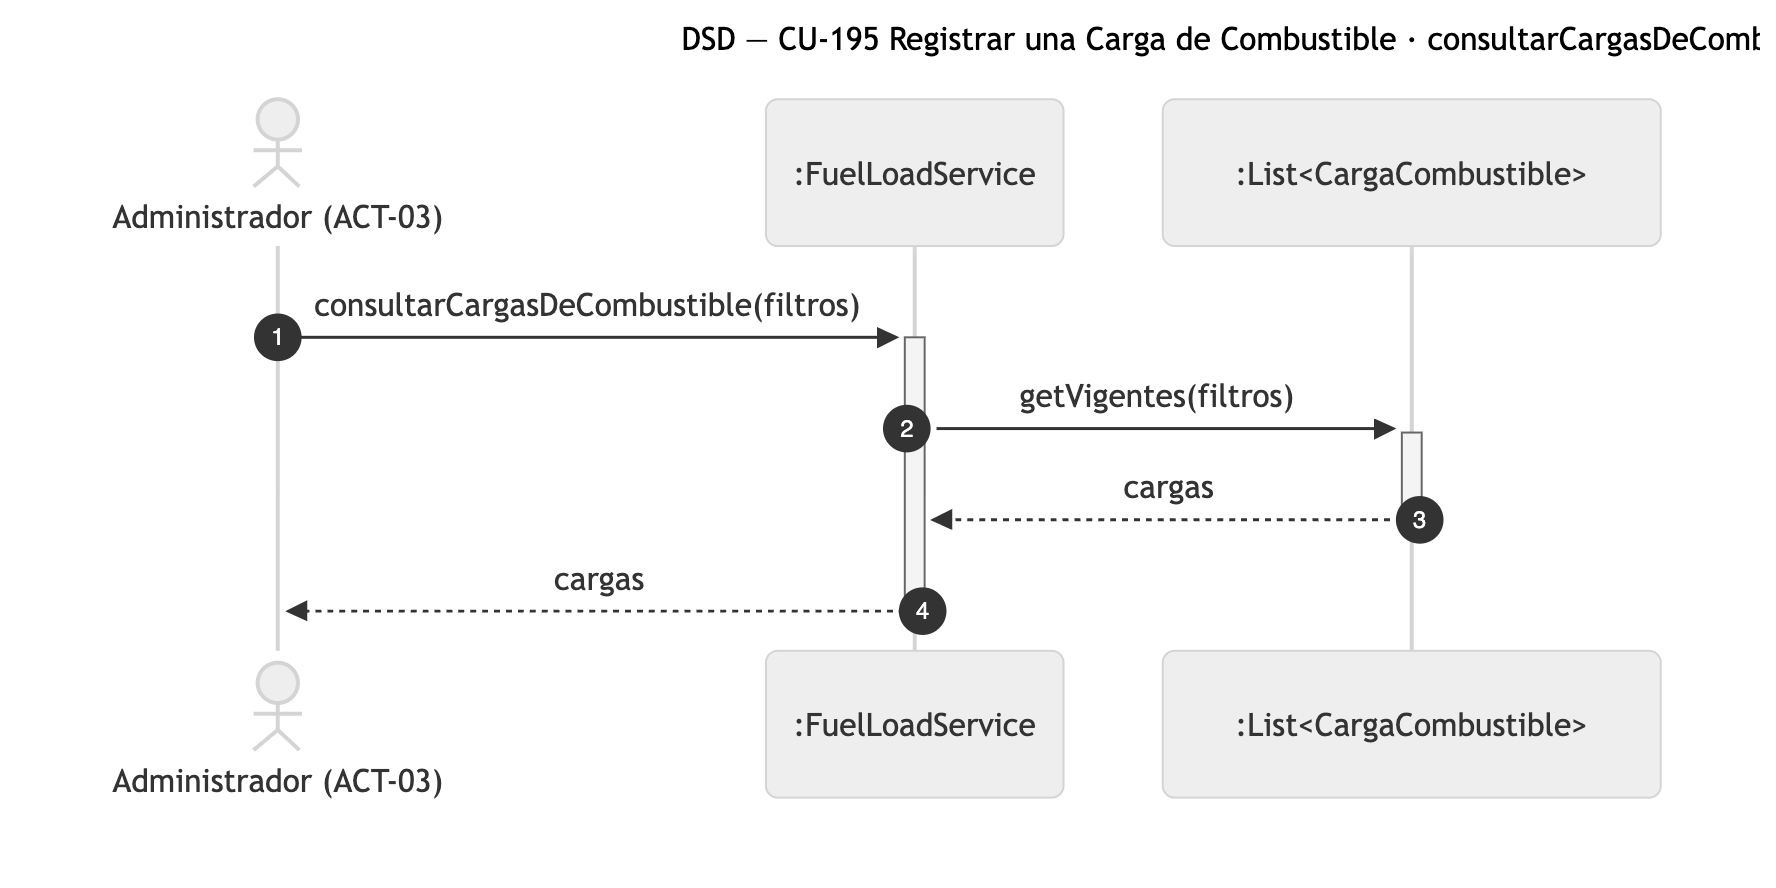 DSD — CU-195 Registrar una Carga de Combustible · consultarCargasDeComb
Administrador (ACT-03)
:FuelLoadService
:List<CargaCombustible>
consultarCargasDeCombustible(filtros)
1
getVigentes(filtros)
2
cargas
3
cargas
4
Administrador (ACT-03)
:FuelLoadService
:List<CargaCombustible>